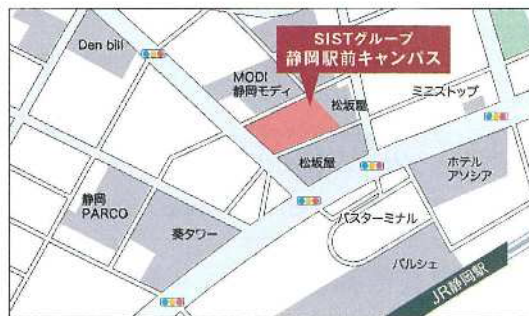 Den bill
SISTグループ
静岡駅前キャンパス
MODI
静岡モディ
松坂屋
ミニストップ
松坂屋
ホテル
アソシア
静岡
PARCO
葵タワー
バスターミナル
パルシェ
JR静岡駅